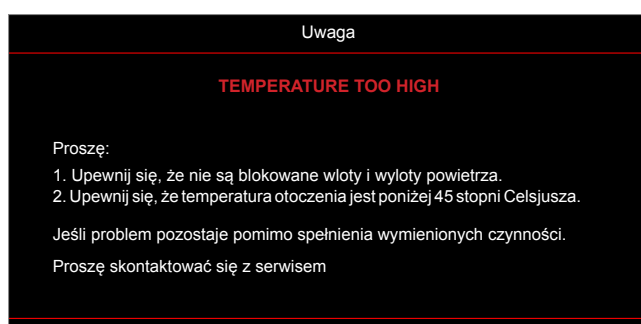 Uwaga
TEMPERATURE TOO HIGH
Proszę:
1. Upewnij się, że nie są blokowane wloty i wyloty powietrza.
2. Upewnij się, że temperatura otoczenia jest poniżej 45 stopni Celsjusza.
Jeśli problem pozostaje pomimo spełnienia wymienionych czynności.
Proszę skontaktować się z serwisem